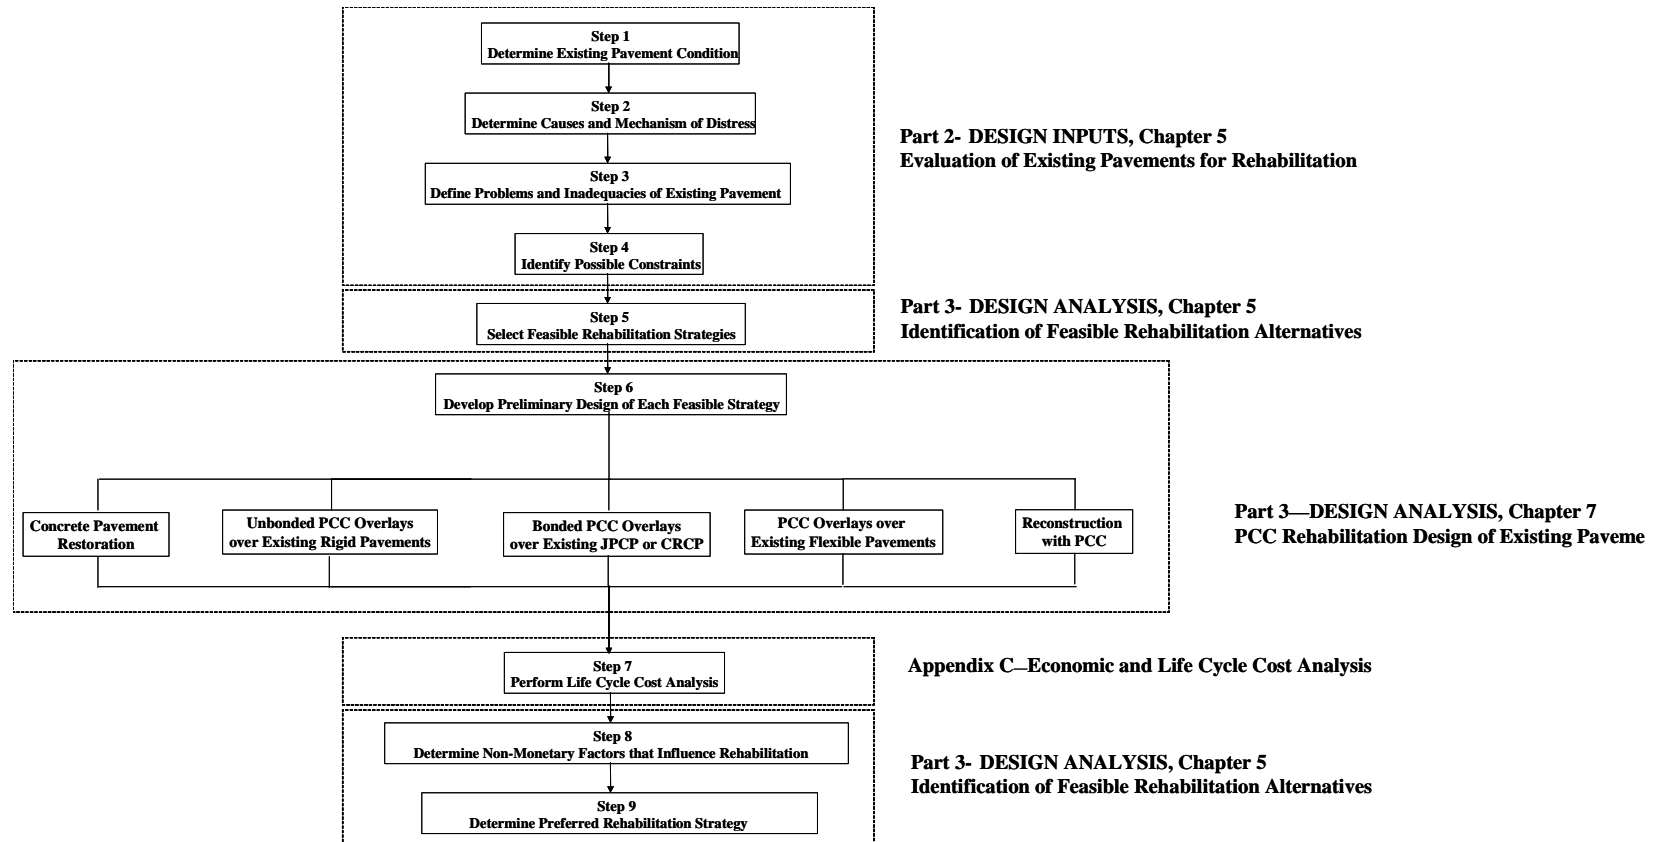 Step 1
Determine Existing Pavement Condition
Step 2
Determine Causes and Mechanism of Distress
Step 3
Define Problems and Inadequacies of Existing Pavement
Step 4
Identify Possible Constraints
Part 2- DESIGN INPUTS, Chapter 5
Evaluation of Existing Pavements for Rehabilitation
Step 5
Select Feasible Rehabilitation Strategies
Part 3- DESIGN ANALYSIS, Chapter 5
Identification of Feasible Rehabilitation Alternatives
Step 6
Develop Preliminary Design of Each Feasible Strategy
Concrete Pavement
Restoration
Unbonded PCC Overlays
over Existing Rigid Pavements
Bonded PCC Overlays
over Existing JPCP or CRCP
PCC Overlays over
Existing Flexible Pavements
Reconstruction
with PCC
Part 3—DESIGN ANALYSIS, Chapter 7
PCC Rehabilitation Design of Existing Paveme
Step 7
Perform Life Cycle Cost Analysis
Appendix C—Economic and Life Cycle Cost Analysis
Step 8
Determine Non-Monetary Factors that Influence Rehabilitation
Step 9
Determine Preferred Rehabilitation Strategy
Part 3- DESIGN ANALYSIS, Chapter 5
Identification of Feasible Rehabilitation Alternatives